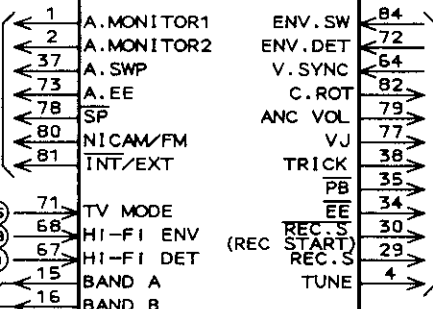 1 A.MONITOR1 ENV.SW 84
2 A.MONITOR2 ENV.DET 72
37 A.SWP V.SYNC 64
73 A.EE C.ROT 82
78 SP ANC VOL 79
80 NICAM/FM VJ 77
81 INT/EXT TRICK 38
PB 35
71 TV MODE EE 34
68 HI-FI ENV REC.S 30
(REC START)
67 HI-FI DET REC.S 29
15 BAND A TUNE 4
16 BAND B